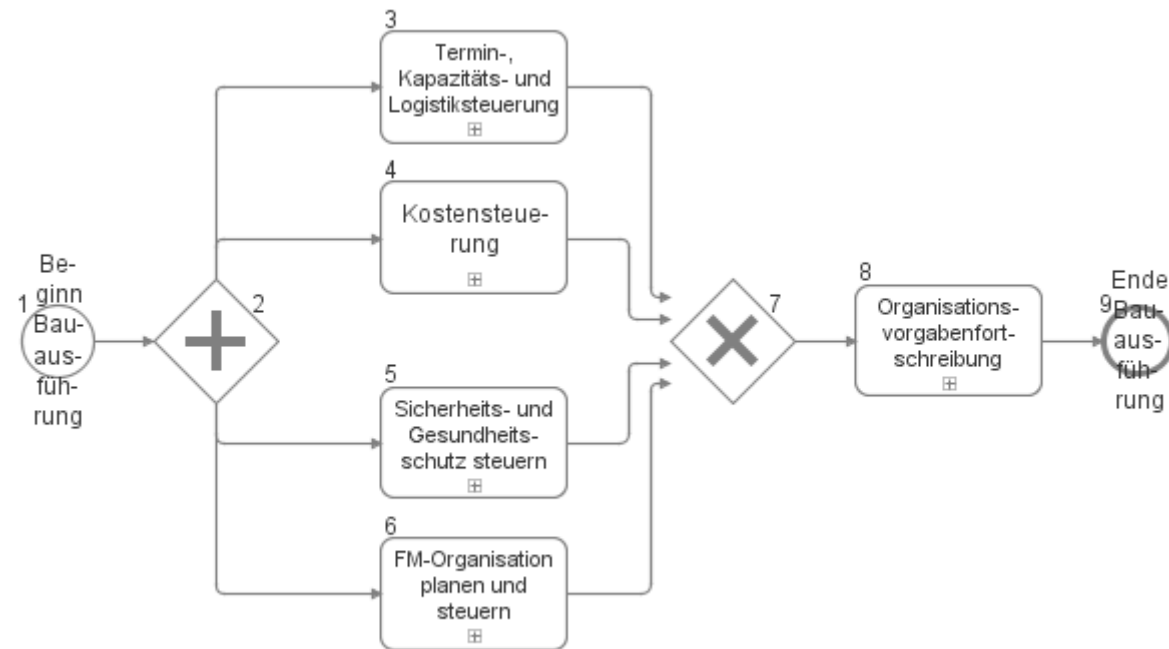 3
Termin-,
Kapazitäts- und
Logistiksteuerung
4
Kostensteue-
rung
Be-
ginn
Bau-
aus-
füh-
rung
1
2
5
Sicherheits- und
Gesundheits-
schutz steuern
6
FM-Organisation
planen und
steuern
7
8
Organisations-
vorgabenfort-
schreibung
Ende
9
Bau-
aus-
füh-
rung